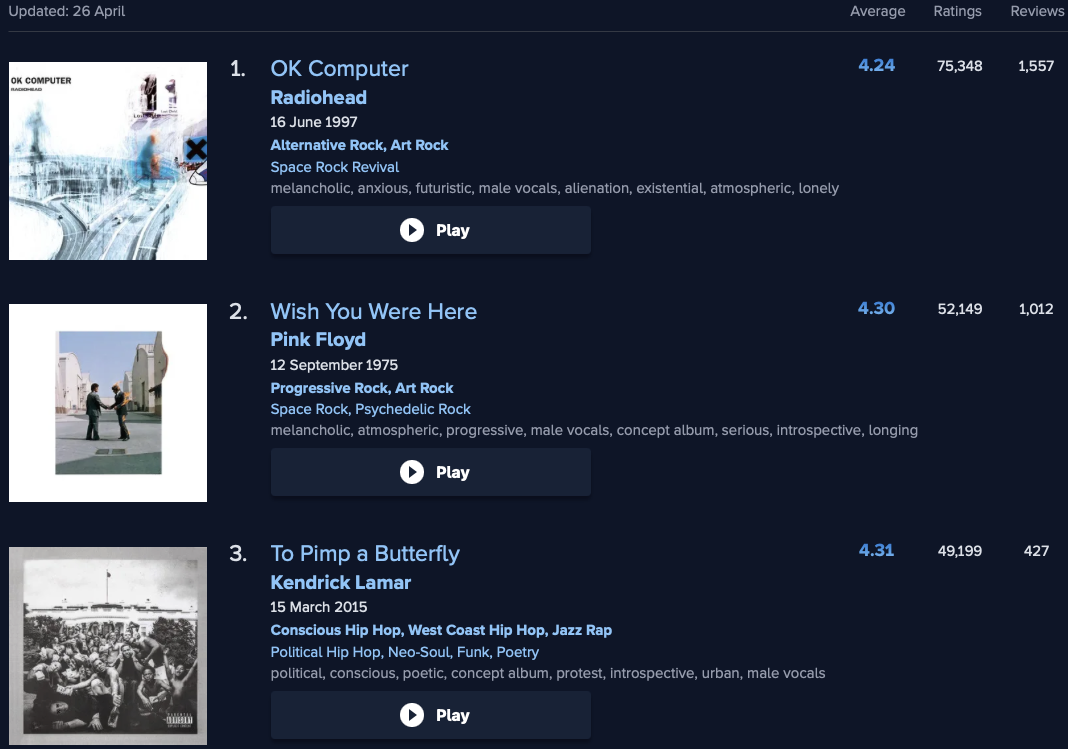 Updated: 26 April
Average Ratings Reviews
OK COMPUTER
RADIOHEAD
1. OK Computer 4.24 75,348 1,557
Radiohead
16 June 1997
Alternative Rock, Art Rock
Space Rock Revival
melancholic, anxious, futuristic, male vocals, alienation, existential, atmospheric, lonely
Play
2. Wish You Were Here 4.30 52,149 1,012
Pink Floyd
12 September 1975
Progressive Rock, Art Rock
Space Rock, Psychedelic Rock
melancholic, atmospheric, progressive, male vocals, concept album, serious, introspective, longing
Play
3. To Pimp a Butterfly 4.31 49,199 427
Kendrick Lamar
15 March 2015
Conscious Hip Hop, West Coast Hip Hop, Jazz Rap
Political Hip Hop, Neo-Soul, Funk, Poetry
political, conscious, poetic, concept album, protest, introspective, urban, male vocals
Play